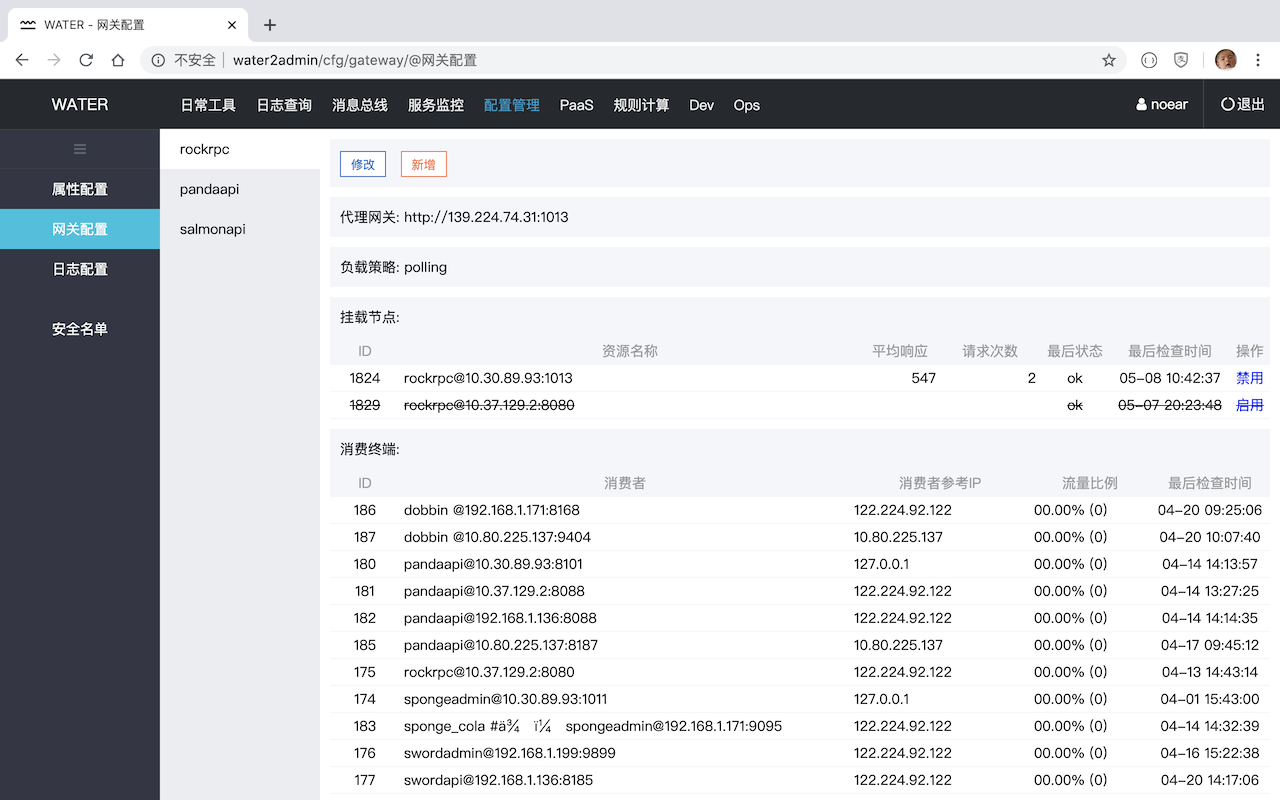 WATER - 网关配置
不安全 water2admin/cfg/gateway/@网关配置
WATER 日常工具 日志查询 消息总线 服务监控 配置管理 PaaS 规则计算 Dev Ops noear 退出
属性配置
网关配置
日志配置
安全名单
rockrpc
pandaapi
salmonapi
修改 新增
代理网关: http://139.224.74.31:1013
负载策略: polling
挂载节点:
ID 资源名称 平均响应 请求次数 最后状态 最后检查时间 操作
1824 rockrpc@10.30.89.93:1013 547 2 ok 05-08 10:42:37 禁用
1829 rockrpc@10.37.129.2:8080 ok 05-07 20:23:48 启用
消费终端:
ID 消费者 消费者参考IP 流量比例 最后检查时间
186 dobbin @192.168.1.171:8168 122.224.92.122 00.00% (0) 04-20 09:25:06
187 dobbin @10.80.225.137:9404 10.80.225.137 00.00% (0) 04-20 10:07:40
180 pandaapi@10.30.89.93:8101 127.0.0.1 00.00% (0) 04-14 14:13:57
181 pandaapi@10.37.129.2:8088 122.224.92.122 00.00% (0) 04-14 13:27:25
182 pandaapi@192.168.1.136:8088 122.224.92.122 00.00% (0) 04-14 14:14:35
185 pandaapi@10.80.225.137:8187 10.80.225.137 00.00% (0) 04-17 09:45:12
175 rockrpc@10.37.129.2:8080 122.224.92.122 00.00% (0) 04-13 14:43:14
174 spongeadmin@10.30.89.93:1011 127.0.0.1 00.00% (0) 04-01 15:43:00
183 sponge_cola #ä¾ ï¼ spongeadmin@192.168.1.171:9095 122.224.92.122 00.00% (0) 04-14 14:32:39
176 swordadmin@192.168.1.199:9899 122.224.92.122 00.00% (0) 04-16 15:22:38
177 swordapi@192.168.1.136:8185 122.224.92.122 00.00% (0) 04-20 14:17:06